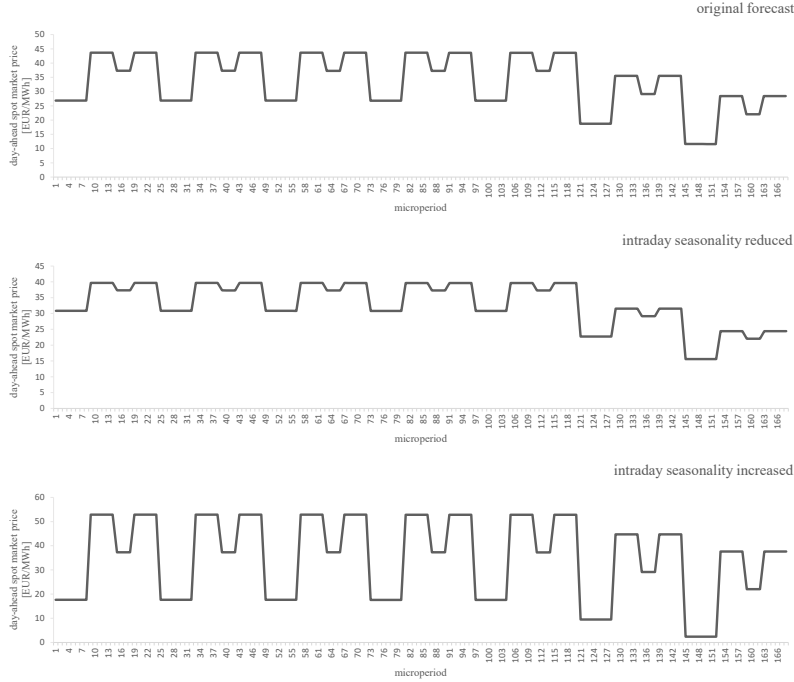 original forecast
50
45
40
35
30
25
20
15
10
5
0
day-ahead spot market price
[EUR/MWh]
1 4 7 10 13 16 19 22 25 28 31 34 37 40 43 46 49 52 55 58 61 64 67 70 73 76 79 82 85 88 91 94 97 100 103 106 109 112 115 118 121 124 127 130 133 136 139 142 145 148 151 154 157 160 163 166
microperiod
intraday seasonality reduced
45
40
35
30
25
20
15
10
5
0
day-ahead spot market price
[EUR/MWh]
1 4 7 10 13 16 19 22 25 28 31 34 37 40 43 46 49 52 55 58 61 64 67 70 73 76 79 82 85 88 91 94 97 100 103 106 109 112 115 118 121 124 127 130 133 136 139 142 145 148 151 154 157 160 163 166
microperiod
intraday seasonality increased
60
50
40
30
20
10
0
day-ahead spot market price
[EUR/MWh]
1 4 7 10 13 16 19 22 25 28 31 34 37 40 43 46 49 52 55 58 61 64 67 70 73 76 79 82 85 88 91 94 97 100 103 106 109 112 115 118 121 124 127 130 133 136 139 142 145 148 151 154 157 160 163 166
microperiod